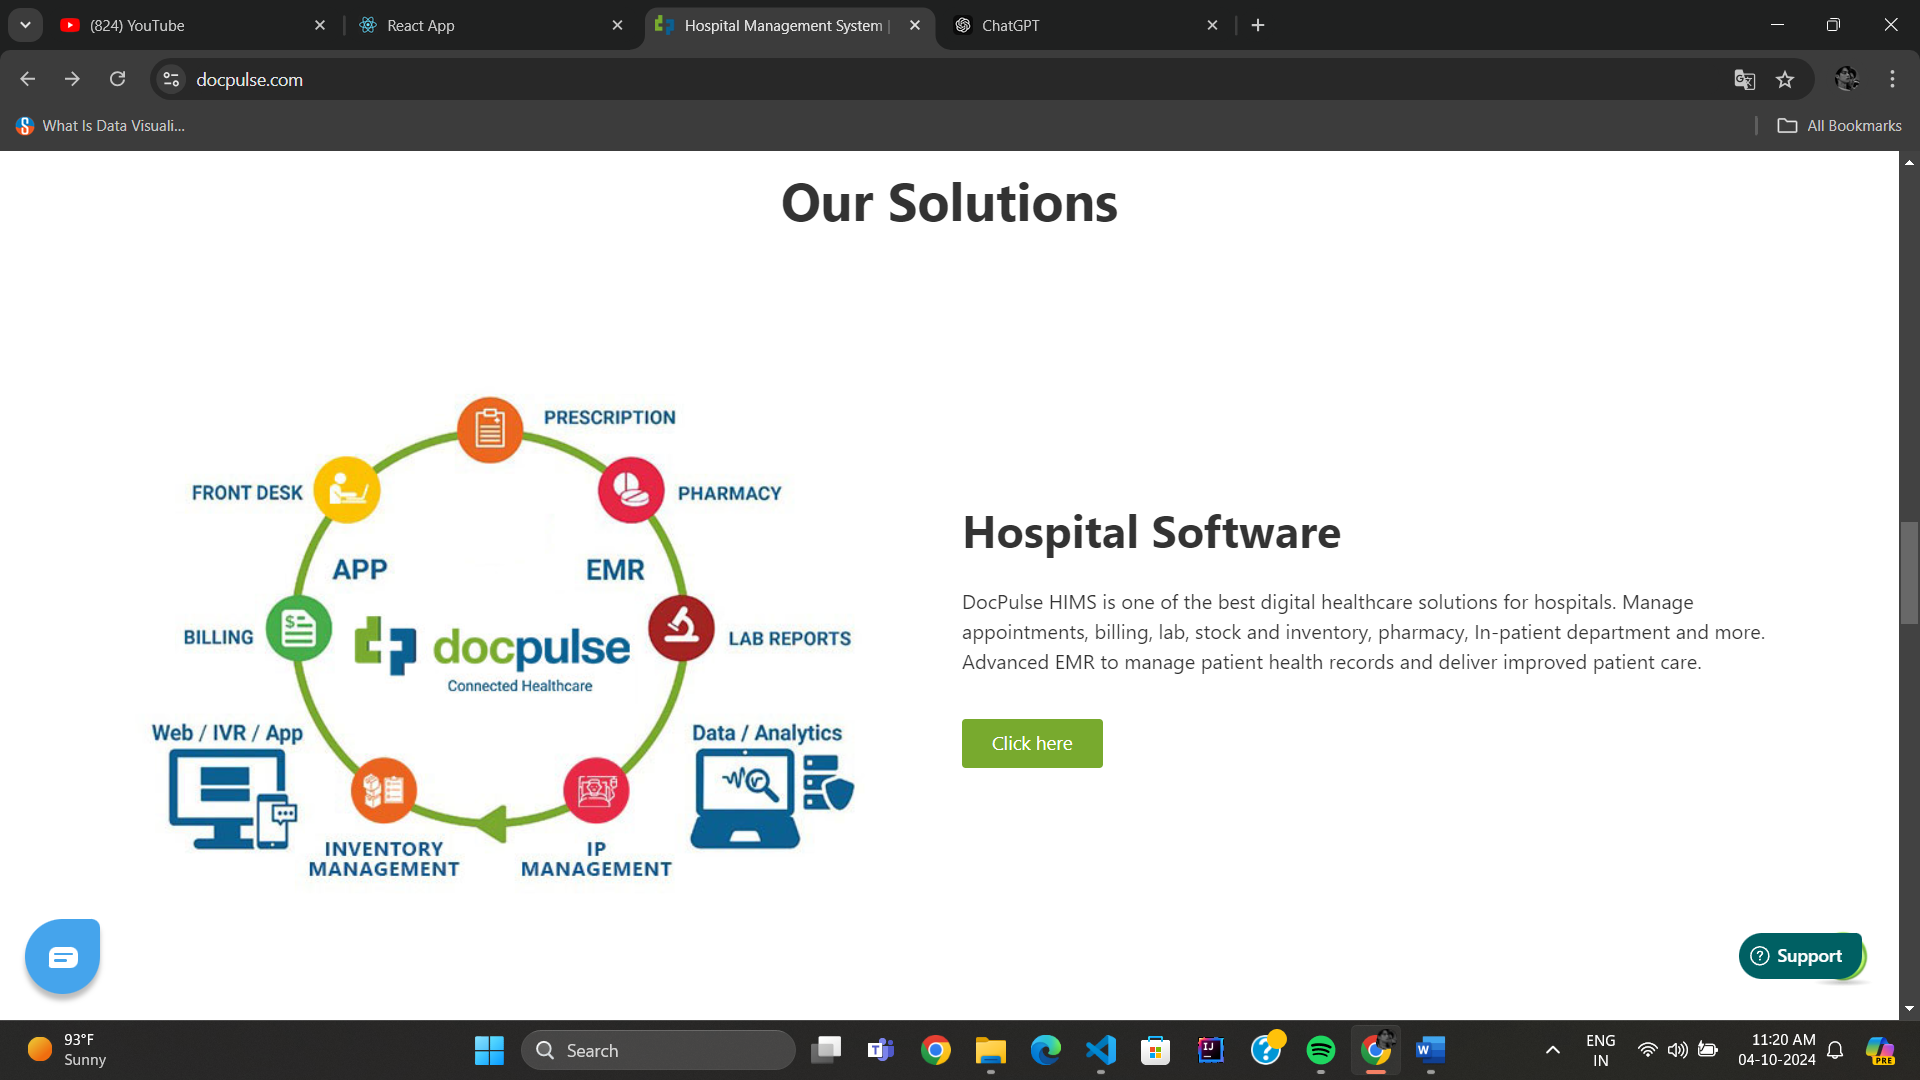 (824) YouTube
React App
Hospital Management System |
ChatGPT
docpulse.com
What Is Data Visuali...
All Bookmarks
Our Solutions
PRESCRIPTION
FRONT DESK
PHARMACY
APP
EMR
BILLING
docpulse
LAB REPORTS
Connected Healthcare
Web / IVR / App
Data / Analytics
INVENTORY
MANAGEMENT
IP
MANAGEMENT
Hospital Software
DocPulse HIMS is one of the best digital healthcare solutions for hospitals. Manage
appointments, billing, lab, stock and inventory, pharmacy, In-patient department and more.
Advanced EMR to manage patient health records and deliver improved patient care.
Click here
Support
93°F
Sunny
Search
ENG
IN
11:20 AM
04-10-2024
PRE